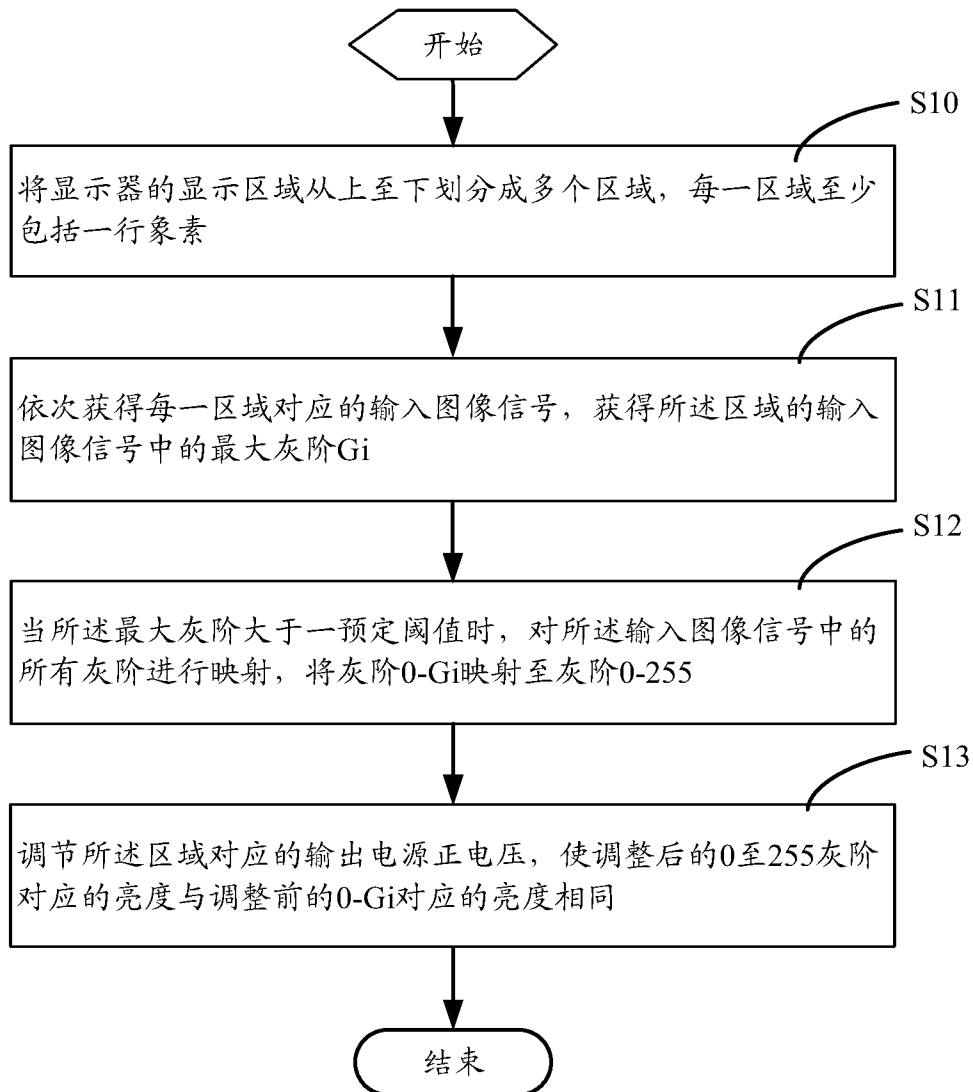 开始
S10
将显示器的显示区域从上至下划分成多个区域，每一区域至少
包括一行象素
S11
依次获得每一区域对应的输入图像信号，获得所述区域的输入
图像信号中的最大灰阶Gi
S12
当所述最大灰阶大于一预定阈值时，对所述输入图像信号中的
所有灰阶进行映射，将灰阶0-Gi映射至灰阶0-255
S13
调节所述区域对应的输出电源正电压，使调整后的0至255灰阶
对应的亮度与调整前的0-Gi对应的亮度相同
结束